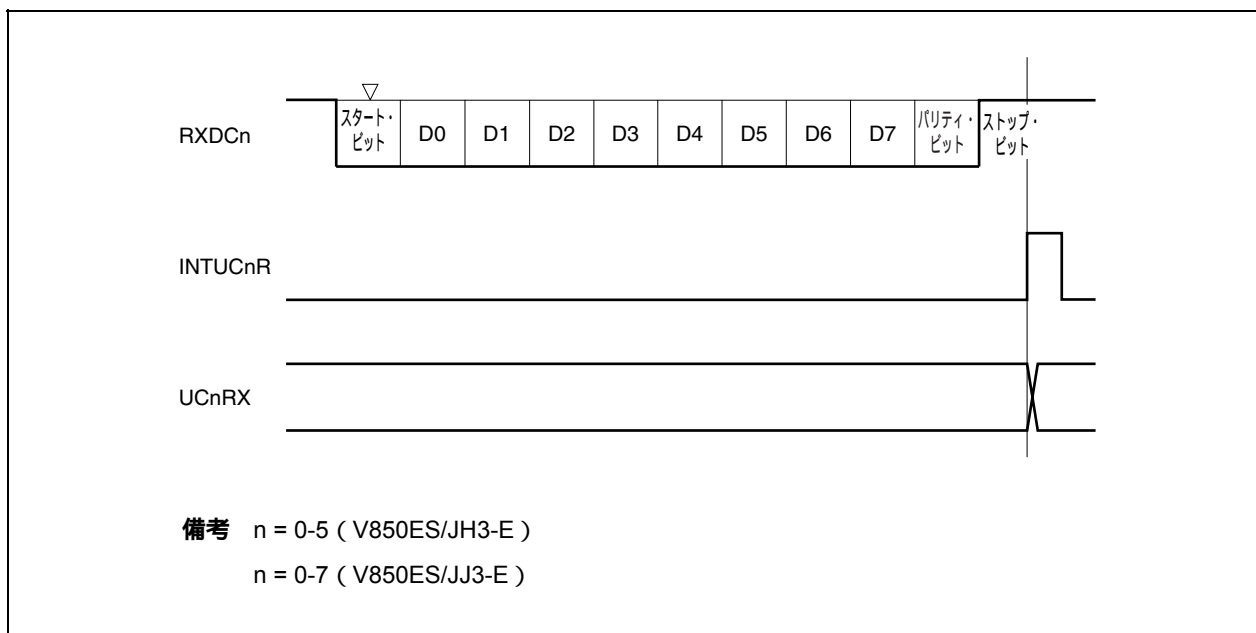 RXDCn
スタート・
ビット
D0 D1 D2 D3 D4 D5 D6 D7
パリティ・
ビット
ストップ・
ビット
INTUCnR
UCnRX
備考 n = 0-5 ( V850ES/JH3-E )
n = 0-7 ( V850ES/JJ3-E )